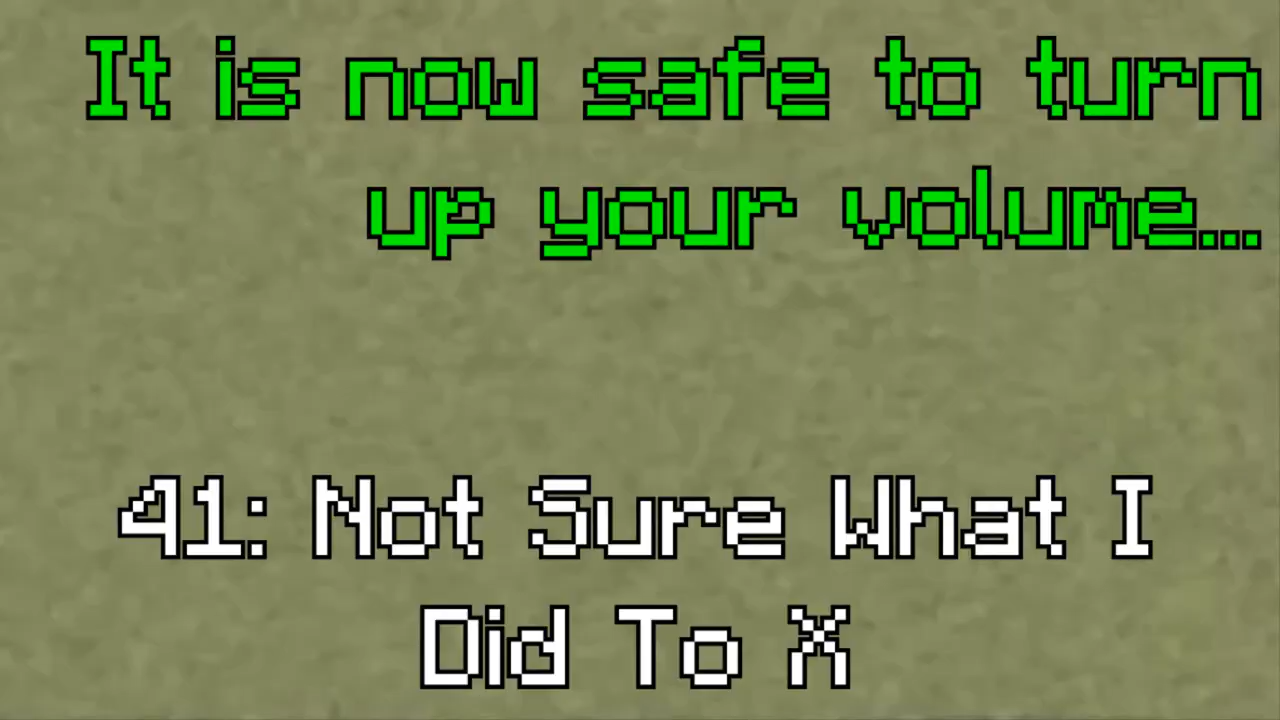 It is now safe to turn
up your volume...
41: Not Sure What I
Did To X